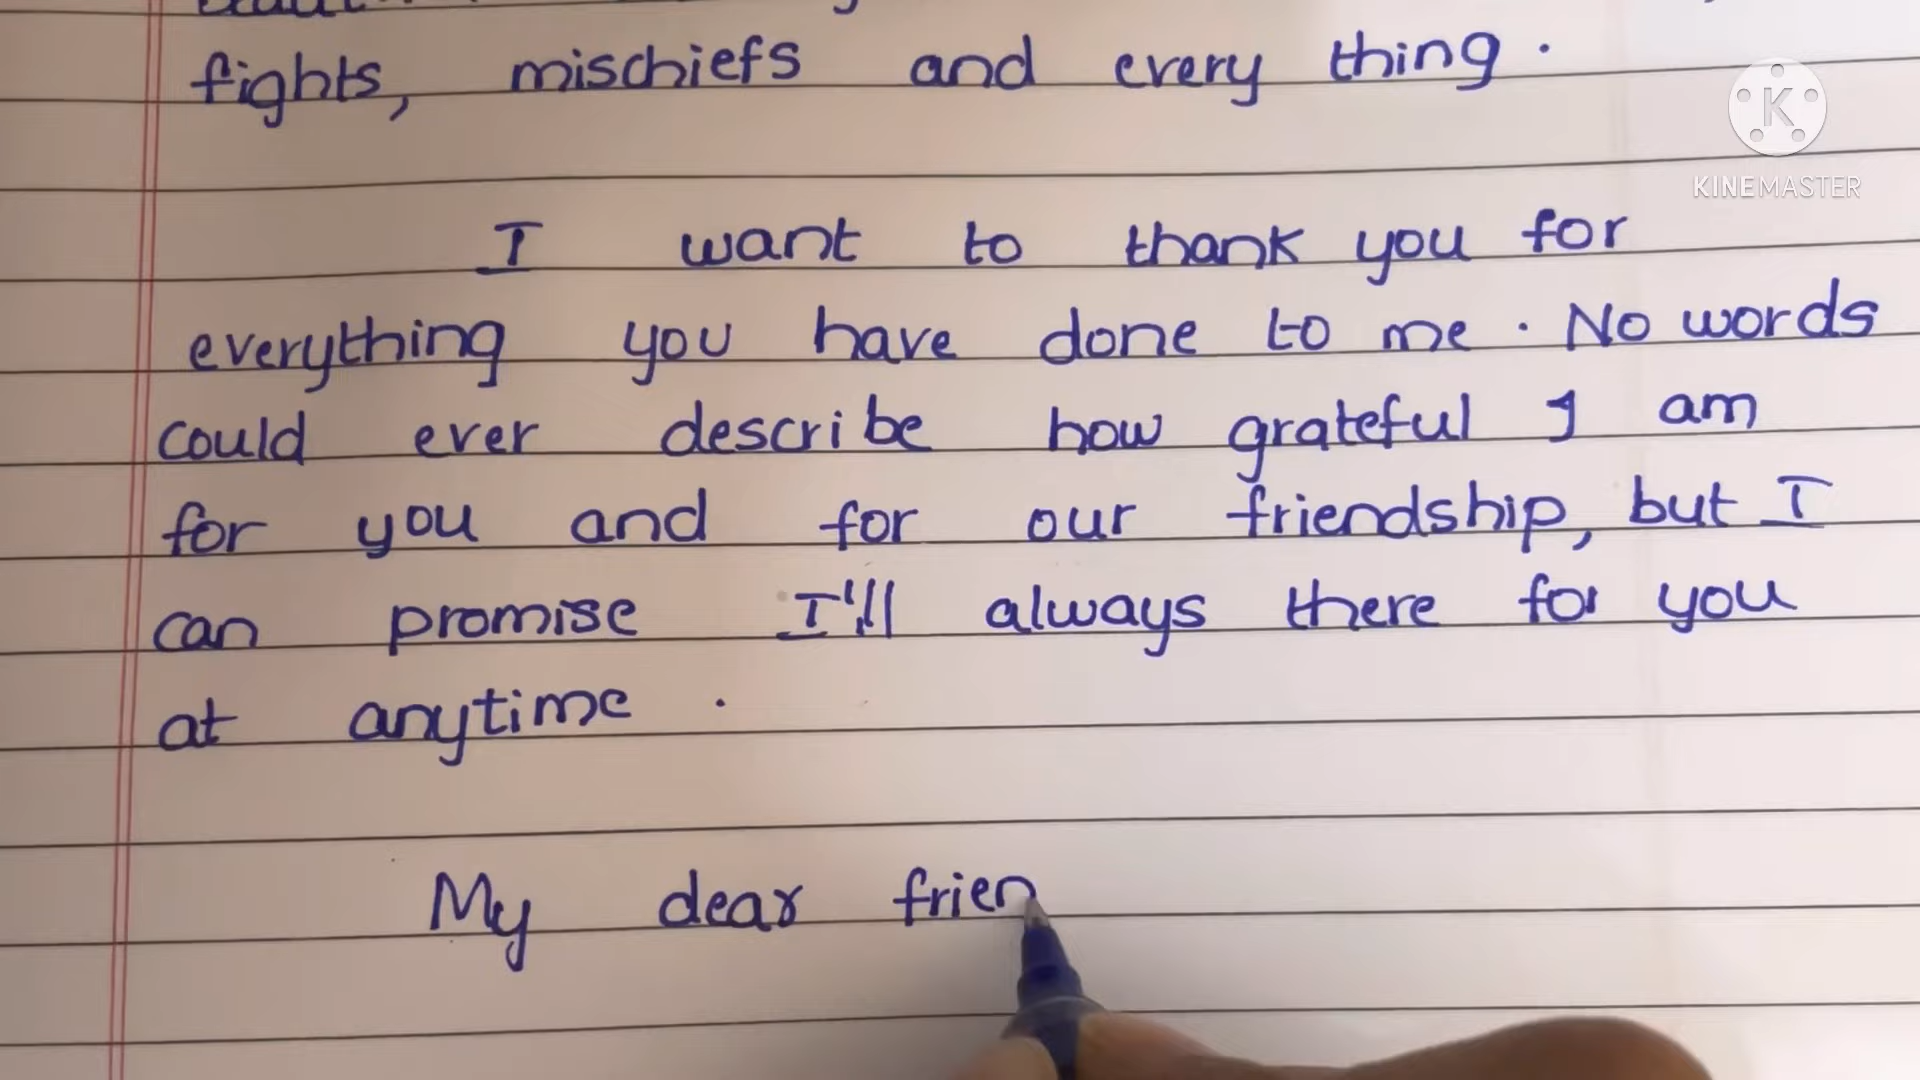 fights, mischiefs and every thing.
I want to thank you for
everything you have done to me. No words
could ever describe how grateful I am
for you and for our friendship, but I
can promise I'll always there for you
at anytime.
My dear frien
K
KINEMASTER